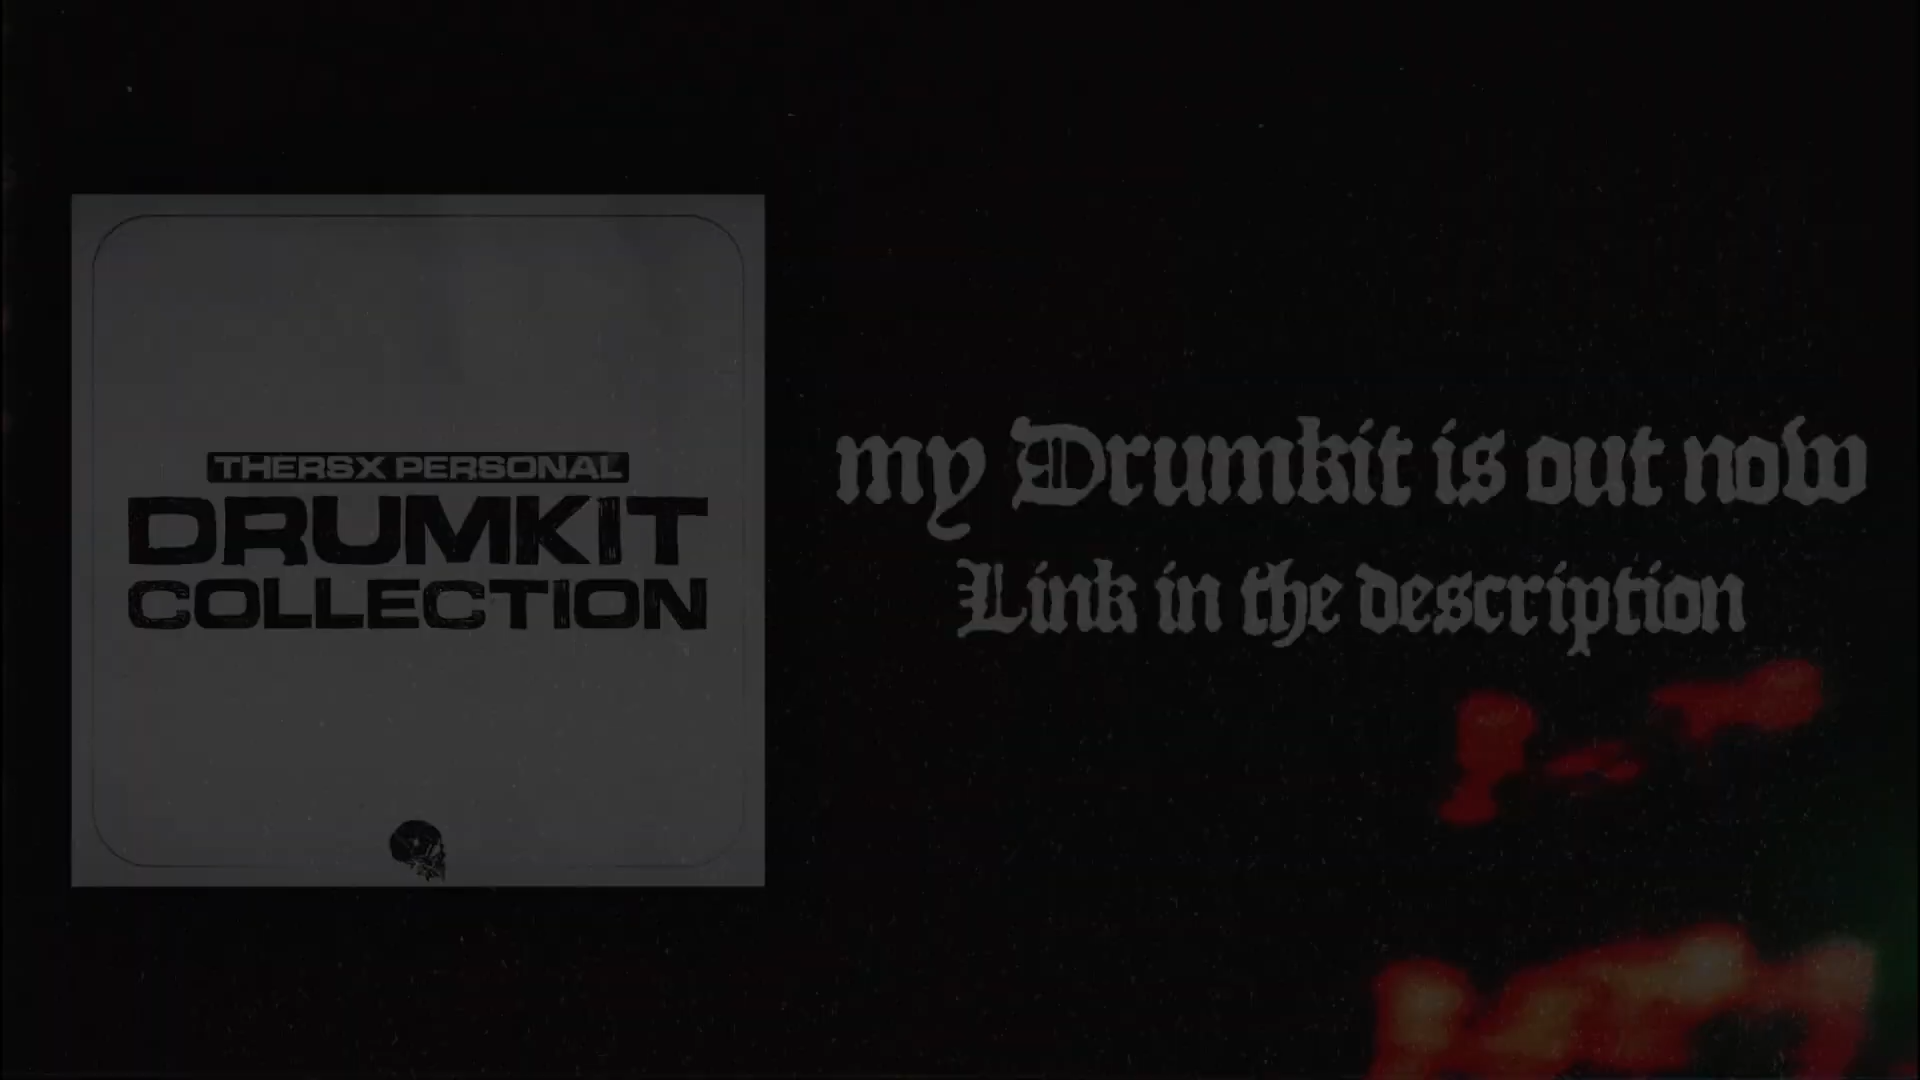 THERSX PERSONAL
DRUMKIT
COLLECTION
my Drumkit is out now
Link in the description